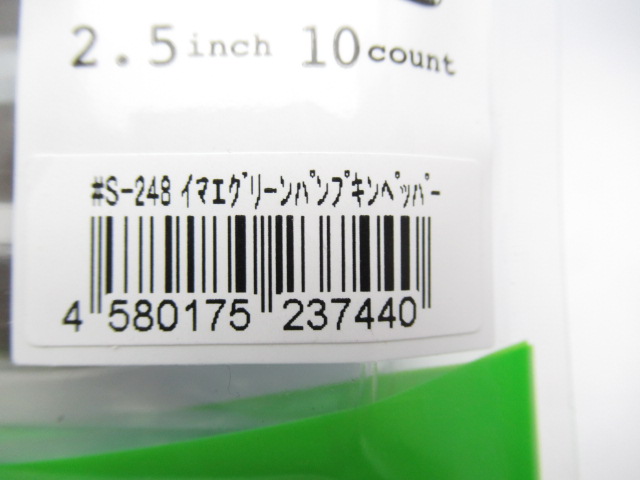 2.5inch 10count
#S-248 ｲﾏｴｸﾞﾘｰﾝﾊﾟﾝﾌﾟｷﾝﾍﾟｯﾊﾟｰ
4 580175 237440